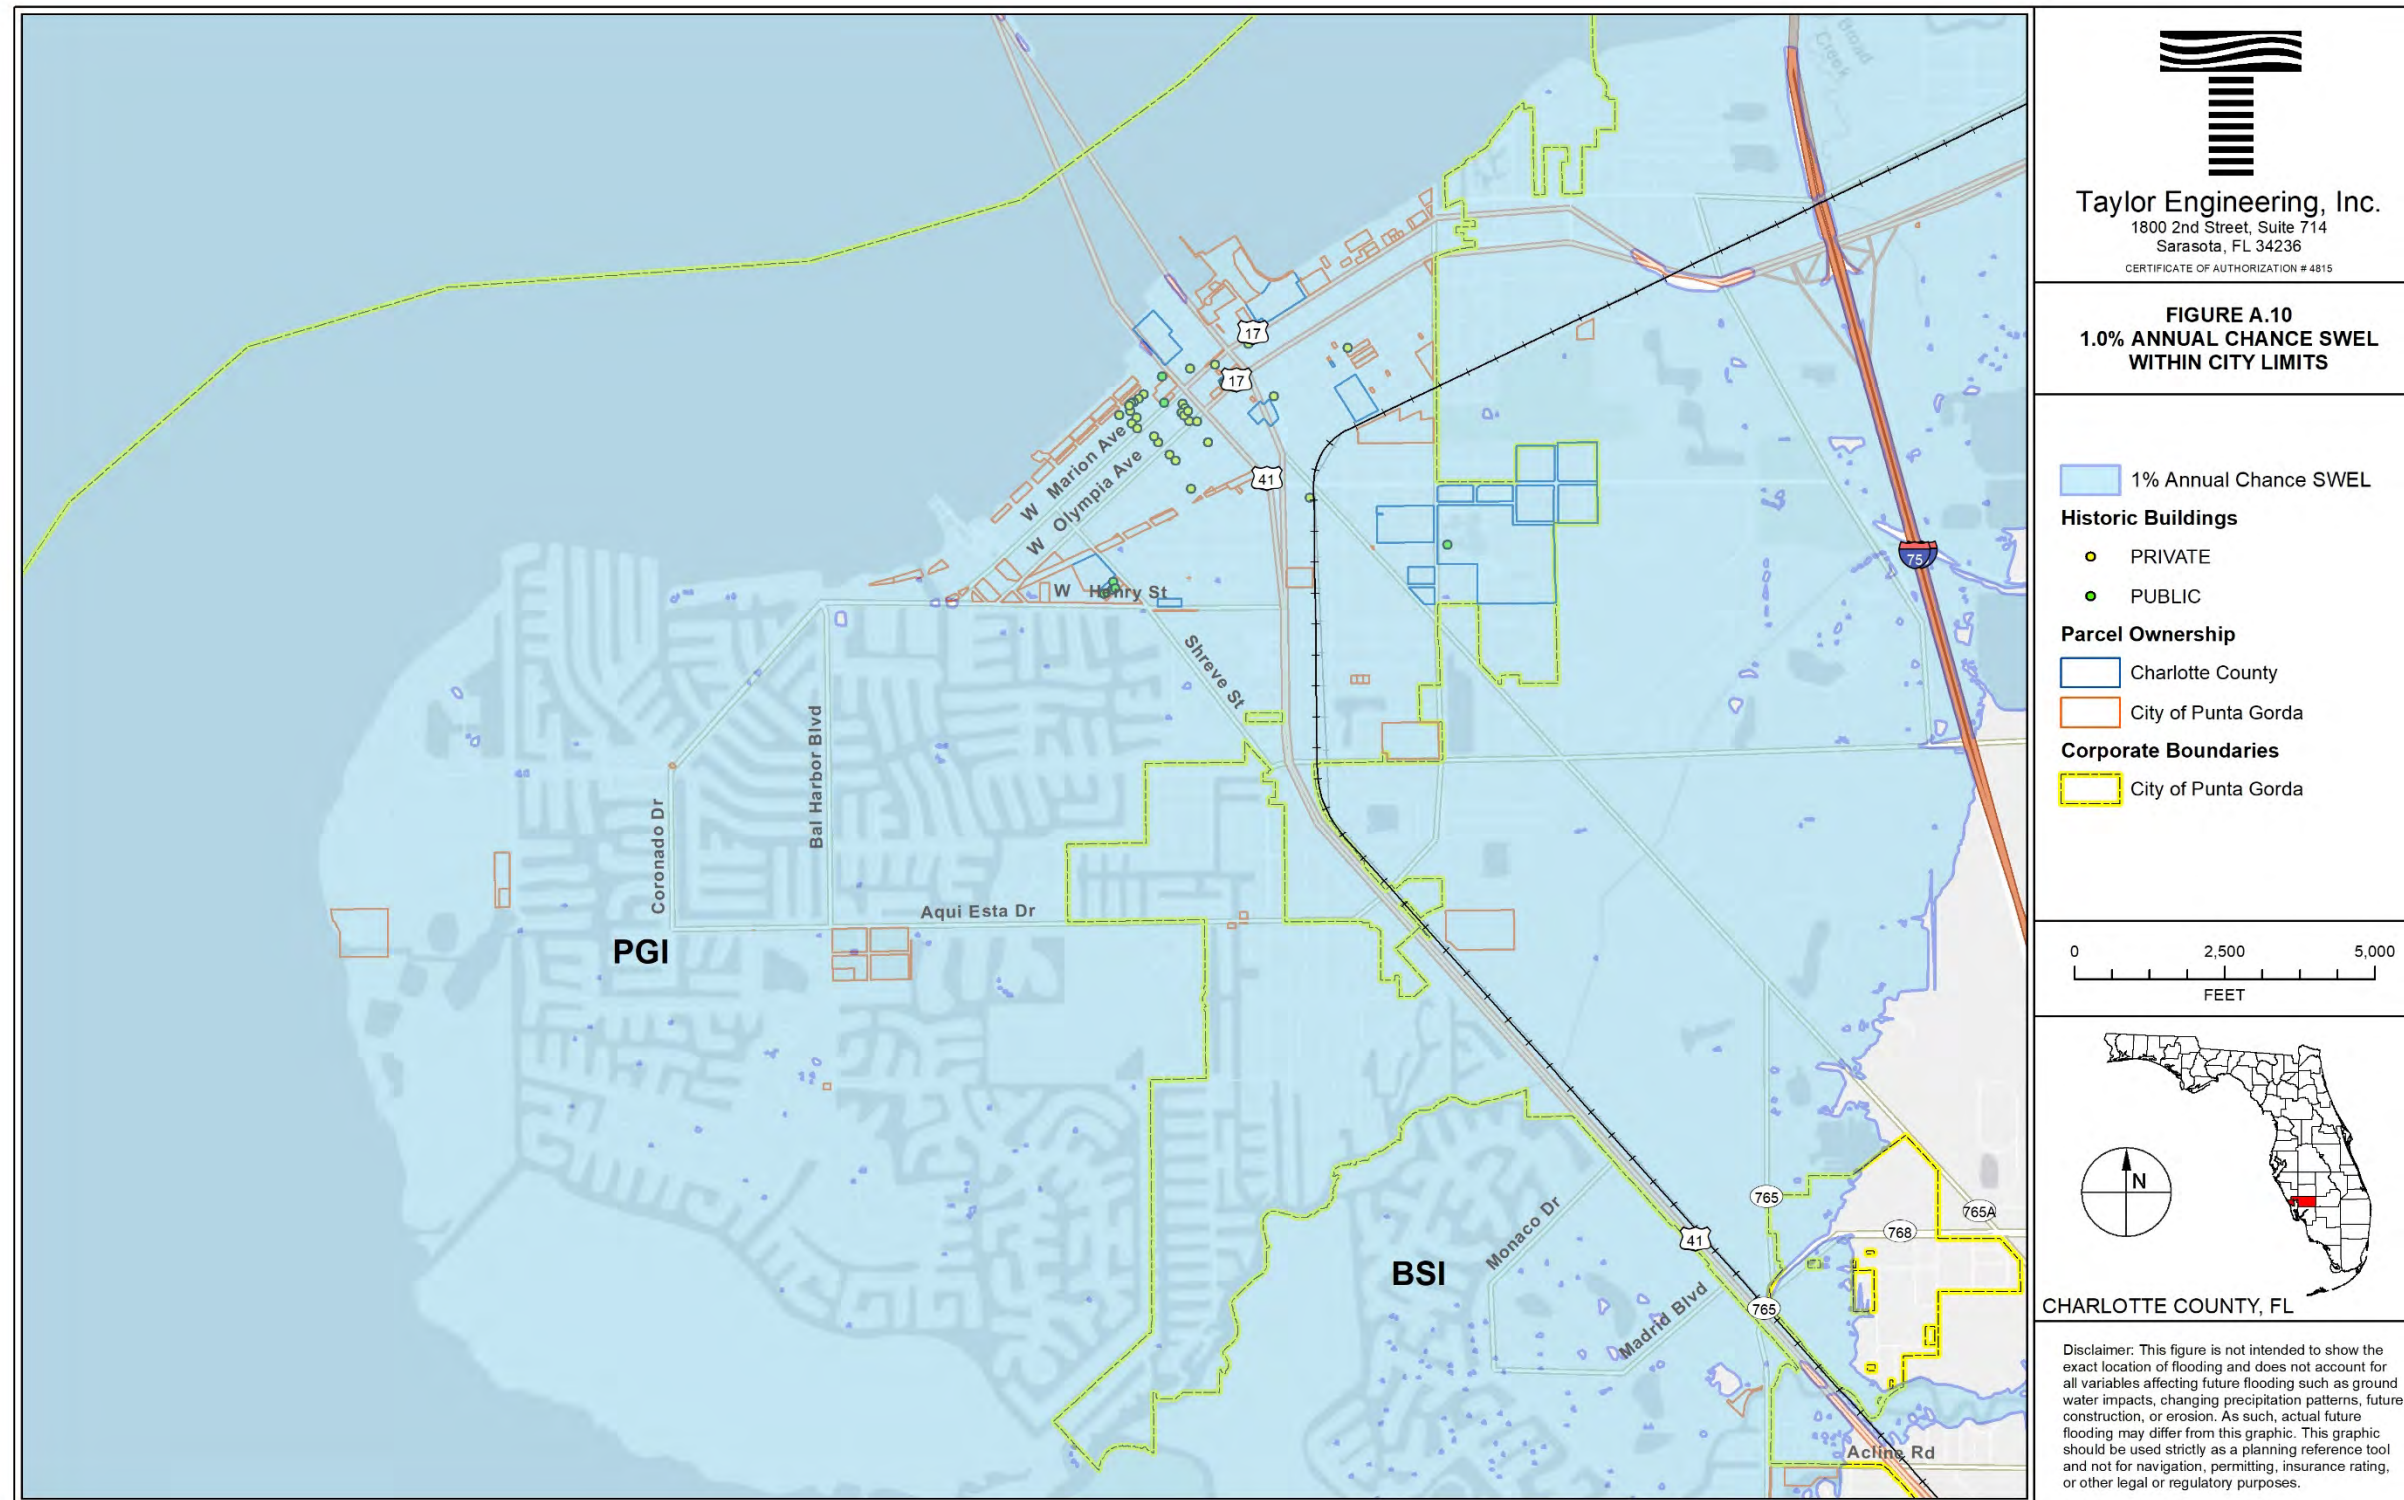 Broad
Creek
17
17
W Marion Ave
W Olympia Ave
41
75
W Henry St
Shreve St
Bal Harbor Blvd
Coronado Dr
Aqui Esta Dr
PGI
BSI
Monaco Dr
Madrid Blvd
765
41
765
768
765A
Acline Rd
Taylor Engineering, Inc.
1800 2nd Street, Suite 714
Sarasota, FL 34236
CERTIFICATE OF AUTHORIZATION # 4815
FIGURE A.10
1.0% ANNUAL CHANCE SWEL
WITHIN CITY LIMITS
1% Annual Chance SWEL
Historic Buildings
PRIVATE
PUBLIC
Parcel Ownership
Charlotte County
City of Punta Gorda
Corporate Boundaries
City of Punta Gorda
0 2,500 5,000
FEET
N
CHARLOTTE COUNTY, FL
Disclaimer: This figure is not intended to show the
exact location of flooding and does not account for
all variables affecting future flooding such as ground
water impacts, changing precipitation patterns, future
construction, or erosion. As such, actual future
flooding may differ from this graphic. This graphic
should be used strictly as a planning reference tool
and not for navigation, permitting, insurance rating,
or other legal or regulatory purposes.